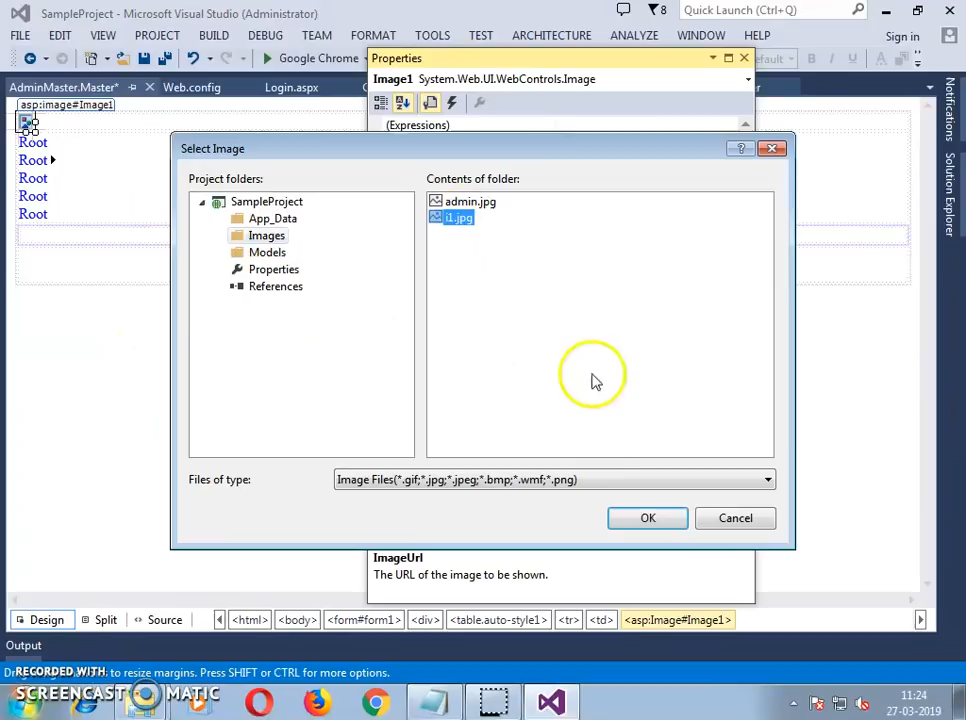 SampleProject - Microsoft Visual Studio (Administrator)
8
Quick Launch (Ctrl+Q)
FILE EDIT VIEW PROJECT BUILD DEBUG TEAM FORMAT TOOLS TEST ARCHITECTURE ANALYZE WINDOW HELP
Sign in
Google Chrome
Properties
AdminMaster.Master*
Web.config
Login.aspx
Image1 System.Web.UI.WebControls.Image
asp:image#Image1
(Expressions)
Root
Root
Root
Root
Root
Select Image
Project folders:
Contents of folder:
SampleProject
App_Data
Images
Models
Properties
References
admin.jpg
i1.jpg
Files of type:
Image Files(*.gif;*.jpg;*.jpeg;*.bmp;*.wmf;*.png)
OK
Cancel
ImageUrl
The URL of the image to be shown.
Notifications
Solution Explorer
Design
Split
Source
<html> <body> <form#form1> <div> <table.auto-style1> <tr> <td> <asp:Image#Image1>
Output
to resize margins. Press SHIFT or CTRL for more options.
RECORDED WITH
SCREENCAST MATIC
11:24
27-03-2019